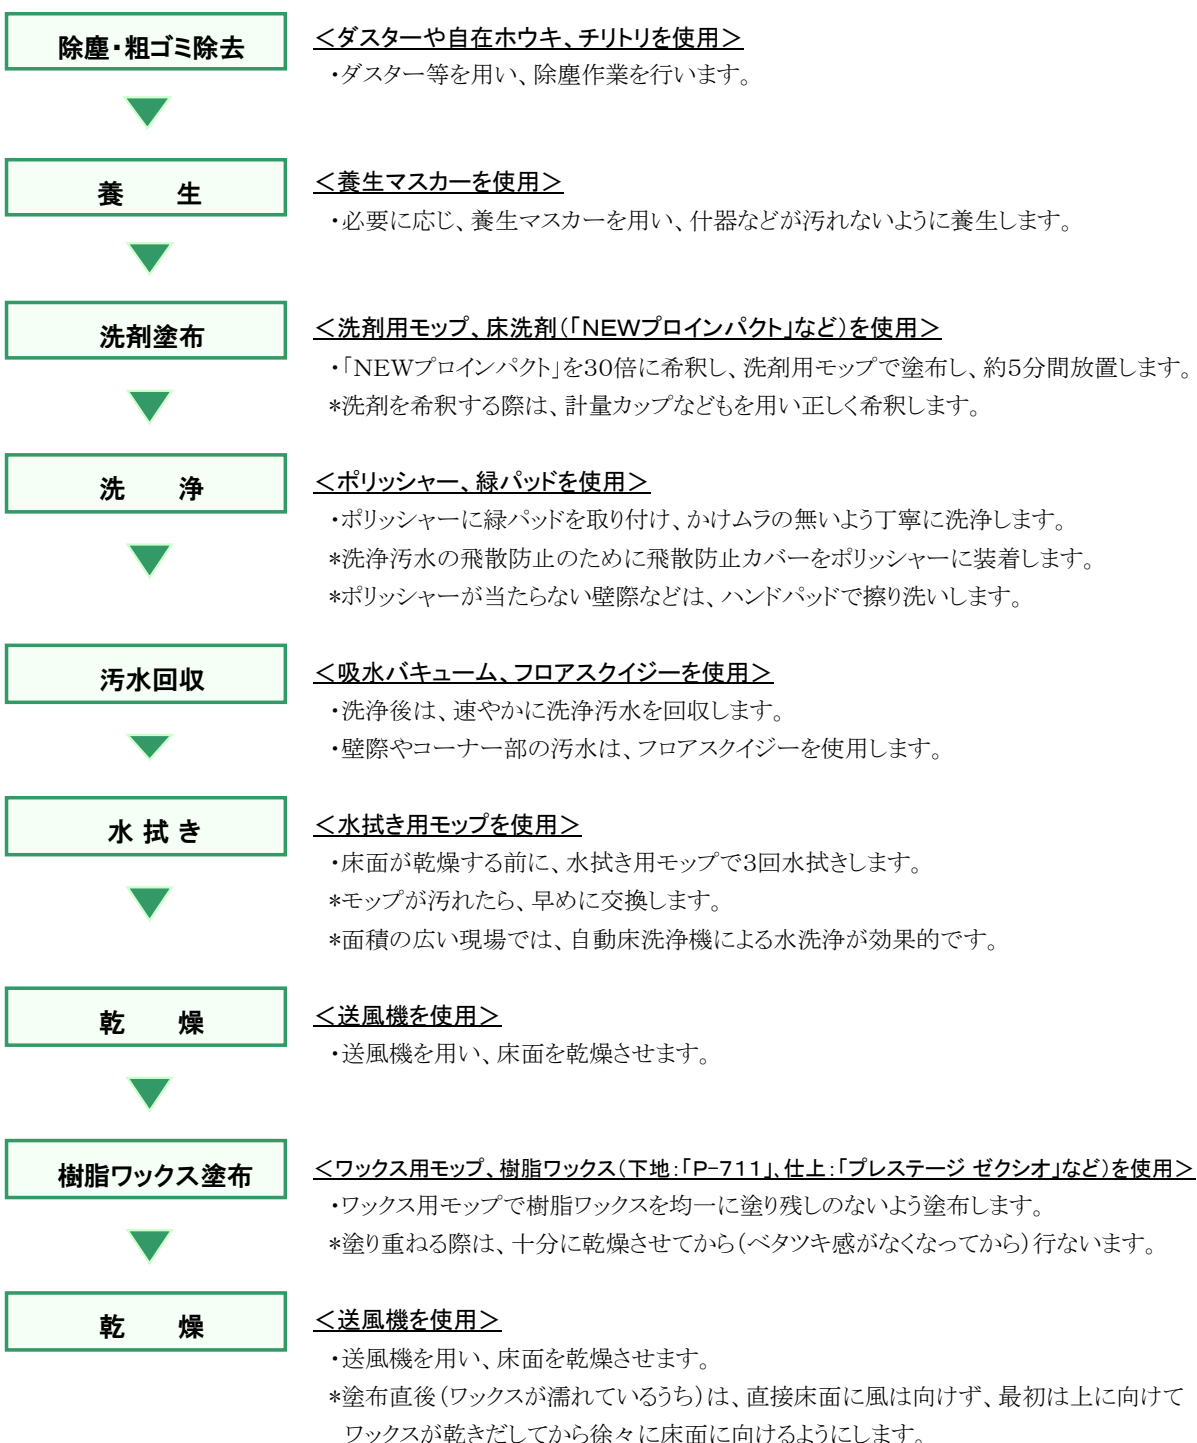 除塵・粗ゴミ除去
＜ダスターや自在ホウキ、チリトリを使用＞
・ダスター等を用い、除塵作業を行います。
養　　生
＜養生マスカーを使用＞
・必要に応じ、養生マスカーを用い、什器などが汚れないように養生します。
洗剤塗布
＜洗剤用モップ、床洗剤（「NEWプロインパクト」など）を使用＞
・「NEWプロインパクト」を30倍に希釈し、洗剤用モップで塗布し、約5分間放置します。
*洗剤を希釈する際は、計量カップなどもを用い正しく希釈します。
洗　　浄
＜ポリッシャー、緑パッドを使用＞
・ポリッシャーに緑パッドを取り付け、かけムラの無いよう丁寧に洗浄します。
*洗浄汚水の飛散防止のために飛散防止カバーをポリッシャーに装着します。
*ポリッシャーが当たらない壁際などは、ハンドパッドで擦り洗いします。
汚水回収
＜吸水バキューム、フロアスクイジーを使用＞
・洗浄後は、速やかに洗浄汚水を回収します。
・壁際やコーナー部の汚水は、フロアスクイジーを使用します。
水 拭 き
＜水拭き用モップを使用＞
・床面が乾燥する前に、水拭き用モップで3回水拭きします。
*モップが汚れたら、早めに交換します。
*面積の広い現場では、自動床洗浄機による水洗浄が効果的です。
乾　　燥
＜送風機を使用＞
・送風機を用い、床面を乾燥させます。
樹脂ワックス塗布
＜ワックス用モップ、樹脂ワックス（下地：「P-711」、仕上：「プレステージ ゼクシオ」など）を使用＞
・ワックス用モップで樹脂ワックスを均一に塗り残しのないよう塗布します。
*塗り重ねる際は、十分に乾燥させてから（ベタツキ感がなくなってから）行ないます。
乾　　燥
＜送風機を使用＞
・送風機を用い、床面を乾燥させます。
*塗布直後（ワックスが濡れているうち）は、直接床面に風は向けず、最初は上に向けて
ワックスが乾きだしてから徐々に床面に向けるようにします。